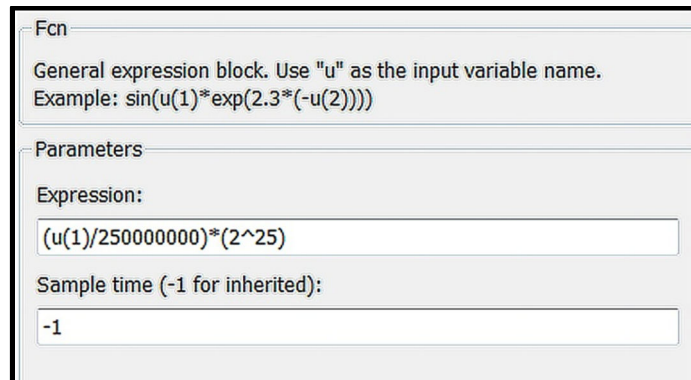 Fcn
General expression block. Use "u" as the input variable name.
Example: sin(u(1)*exp(2.3*(-u(2))))
Parameters
Expression:
(u(1)/250000000)*(2^25)
Sample time (-1 for inherited):
-1